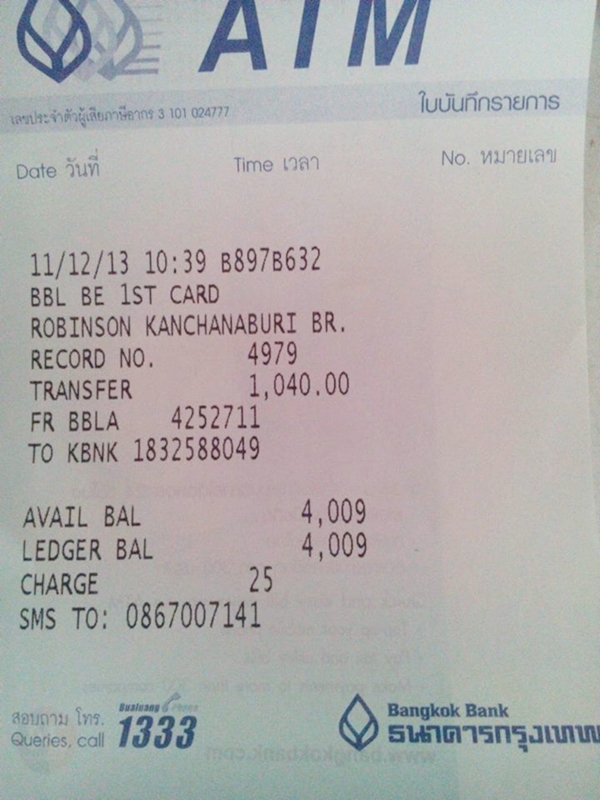 ATM
เลขประจำตัวผู้เสียภาษีอากร 3 101 024777
ใบบันทึกรายการ
Date วันที่ Time เวลา No. หมายเลข
11/12/13 10:39 B897B632
BBL BE 1ST CARD
ROBINSON KANCHANABURI BR.
RECORD NO. 4979
TRANSFER 1,040.00
FR BBLA 4252711
TO KBNK 1832588049
AVAIL BAL 4,009
LEDGER BAL 4,009
CHARGE 25
SMS TO: 0867007141
สอบถาม โทร.
Queries, call
Bualuang Phone
1333
Bangkok Bank
ธนาคารกรุงเทพ